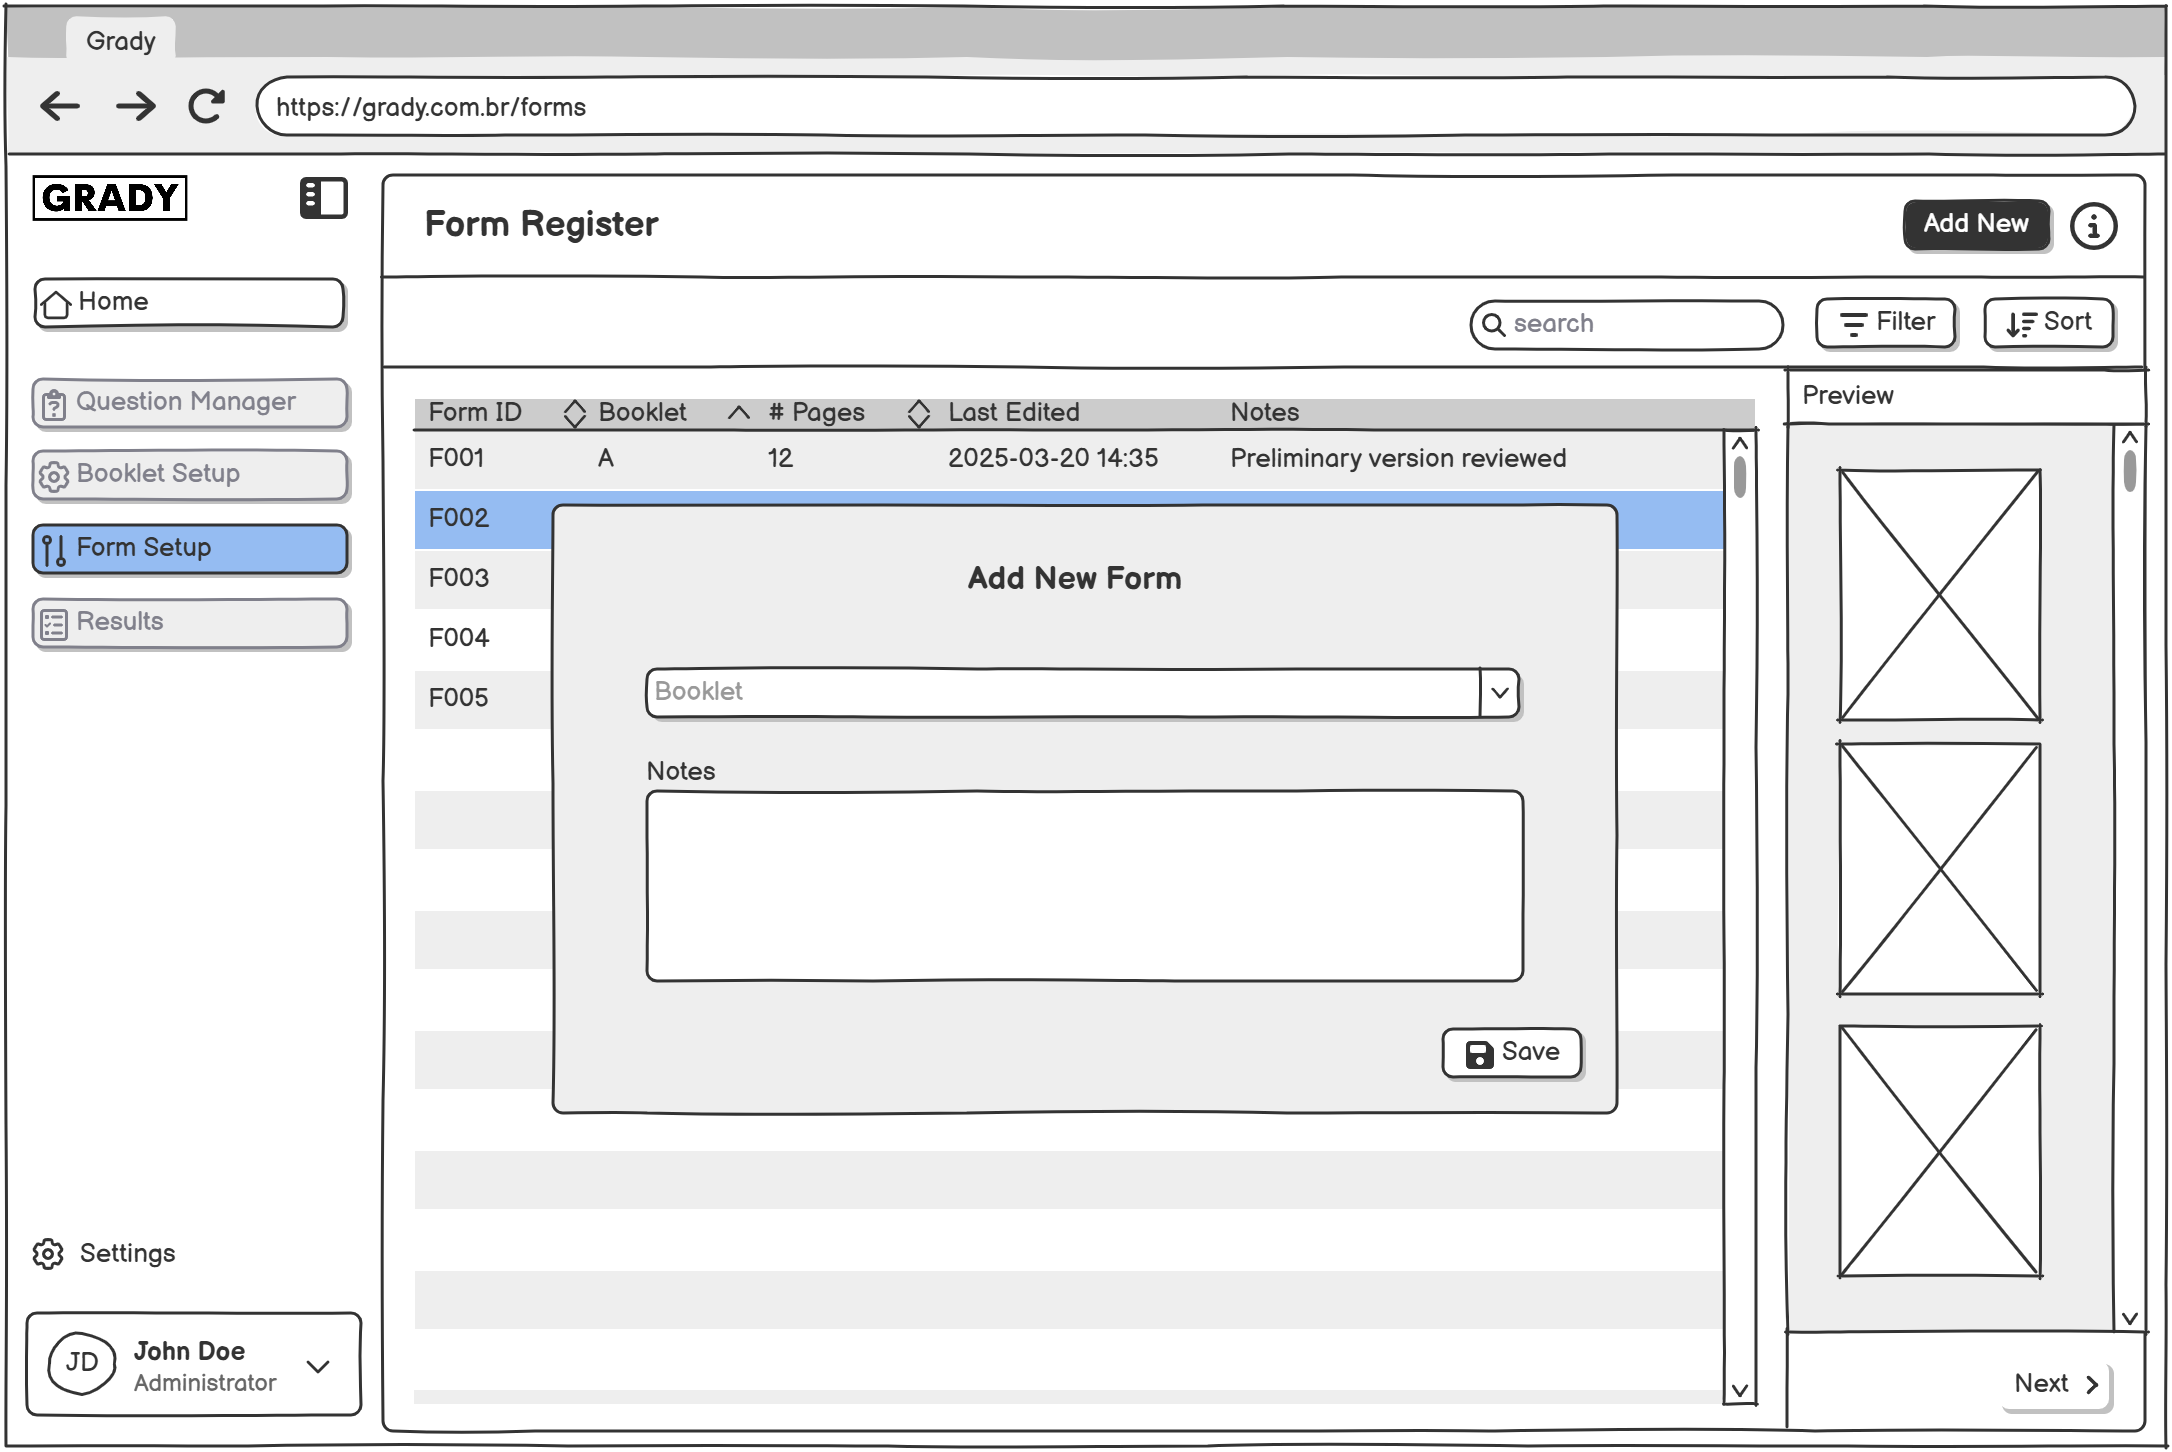 Grady
https://grady.com.br/forms
GRADY
Home
Question Manager
Booklet Setup
Form Setup
Results
Settings
JD
John Doe
Administrator
Form Register
Add New
search
Filter
Sort
Form ID Booklet # Pages Last Edited Notes
F001 A 12 2025-03-20 14:35 Preliminary version reviewed
F002
F003
F004
F005
Add New Form
Booklet
Notes
Save
Preview
Next